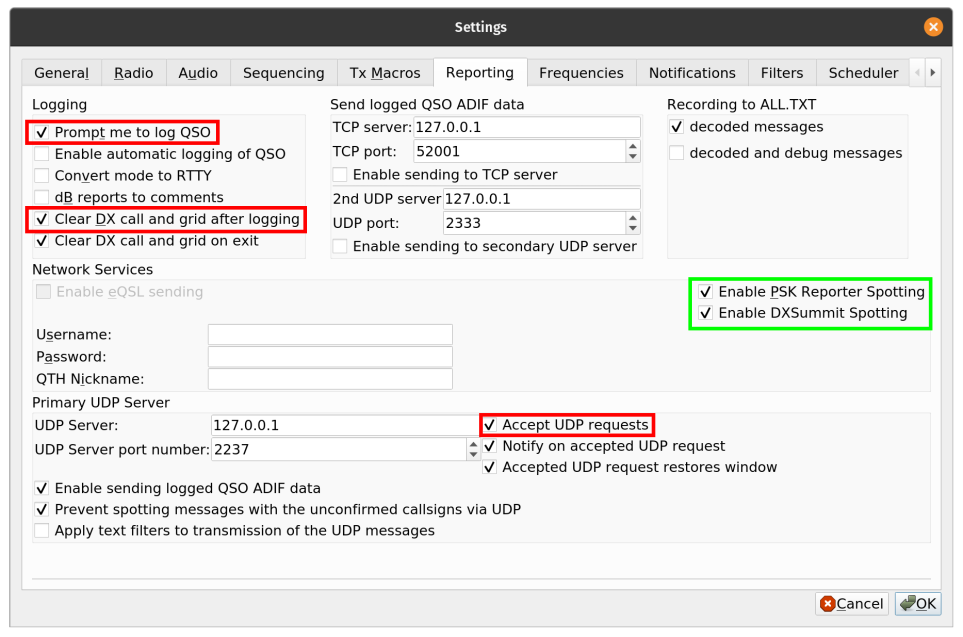 Settings
General Radio Audio Sequencing Tx Macros Reporting Frequencies Notifications Filters Scheduler
Logging
Prompt me to log QSO
Enable automatic logging of QSO
Convert mode to RTTY
dB reports to comments
Clear DX call and grid after logging
Clear DX call and grid on exit
Send logged QSO ADIF data
TCP server: 127.0.0.1
TCP port: 52001
Enable sending to TCP server
2nd UDP server 127.0.0.1
UDP port: 2333
Enable sending to secondary UDP server
Recording to ALL.TXT
decoded messages
decoded and debug messages
Network Services
Enable eQSL sending
Enable PSK Reporter Spotting
Enable DXSummit Spotting
Username:
Password:
QTH Nickname:
Primary UDP Server
UDP Server: 127.0.0.1
UDP Server port number: 2237
Accept UDP requests
Notify on accepted UDP request
Accepted UDP request restores window
Enable sending logged QSO ADIF data
Prevent spotting messages with the unconfirmed callsigns via UDP
Apply text filters to transmission of the UDP messages
Cancel OK